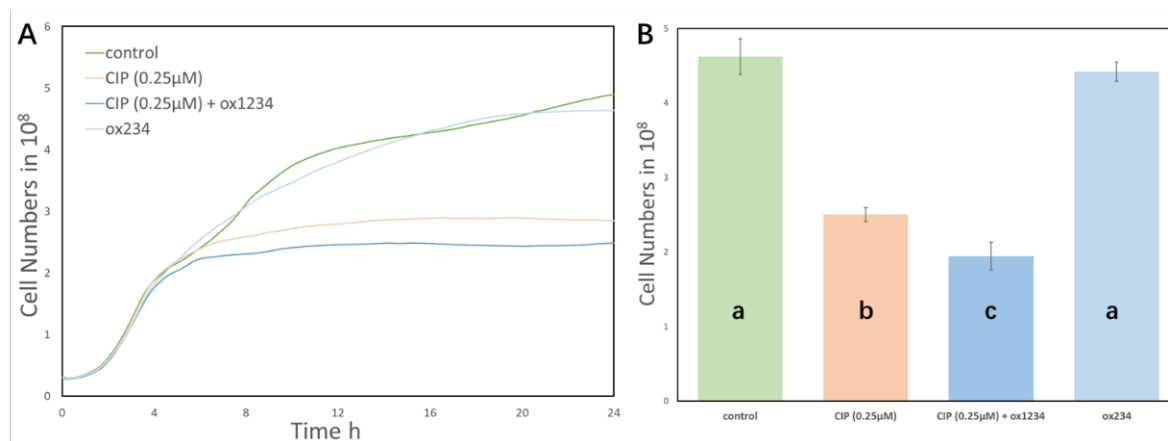 A
control
CIP (0.25µM)
CIP (0.25µM) + ox1234
ox234
Cell Numbers in 10⁸
6
5
4
3
2
1
0
0 4 8 12 16 20 24
Time h
B
Cell Numbers in 10⁸
5
4
3
2
1
0
a b c a
control CIP (0.25µM) CIP (0.25µM) + ox1234 ox234